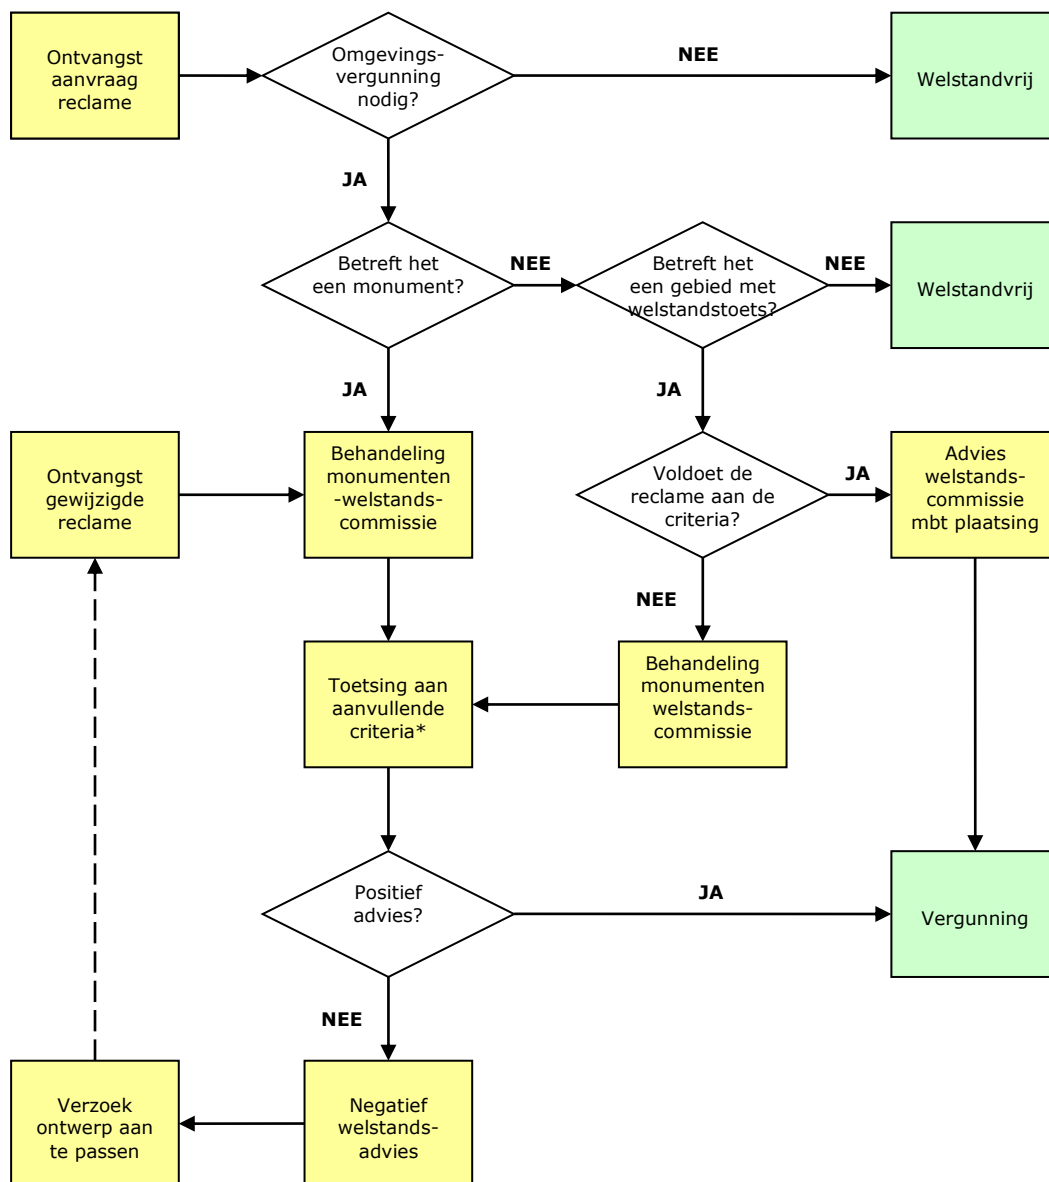 Ontvangst
aanvraag
reclame
Omgevings-
vergunning
nodig?
NEE
Welstandvrij
JA
Betreft het
een monument?
NEE
Betreft het
een gebied met
welstandstoets?
NEE
Welstandvrij
JA
JA
Ontvangst
gewijzigde
reclame
Behandeling
monumenten
-welstands-
commissie
Voldoet de
reclame aan de
criteria?
JA
Advies
welstands-
commissie
mbt plaatsing
NEE
Toetsing aan
aanvullende
criteria*
Behandeling
monumenten
welstands-
commissie
Positief
advies?
JA
Vergunning
NEE
Verzoek
ontwerp aan
te passen
Negatief
welstands-
advies